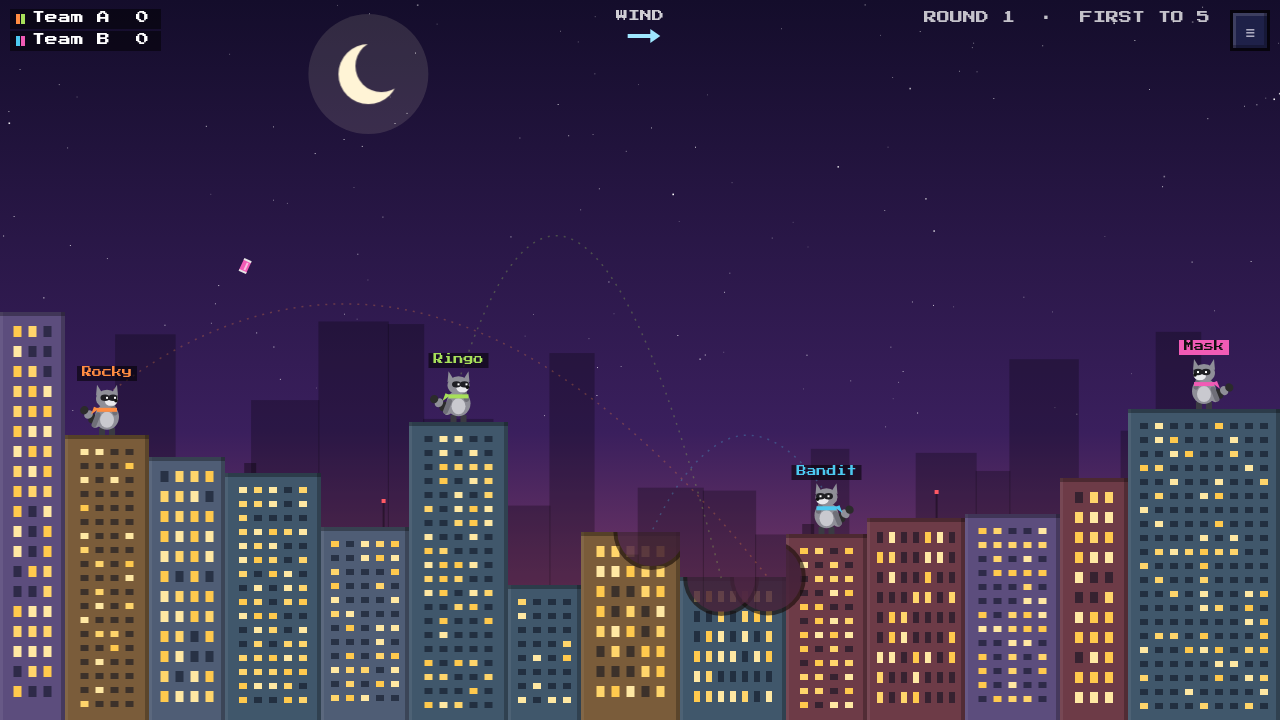 Team A 0
Team B 0
WIND
ROUND 1 · FIRST TO 5
Rocky
Ringo
Bandit
Mask